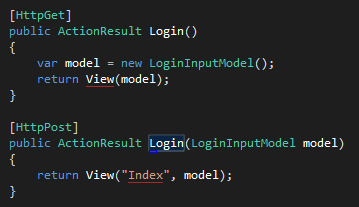 [HttpGet]
public ActionResult Login()
{
    var model = new LoginInputModel();
    return View(model);
}
[HttpPost]
public ActionResult Login(LoginInputModel model)
{
    return View("Index", model);
}